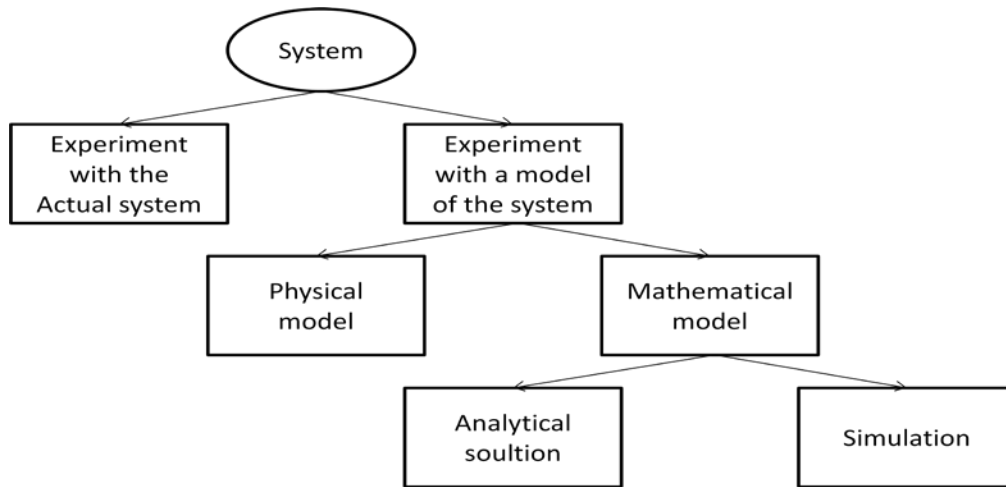 System
Experiment
with the
Actual system
Experiment
with a model
of the system
Physical
model
Mathematical
model
Analytical
soultion
Simulation